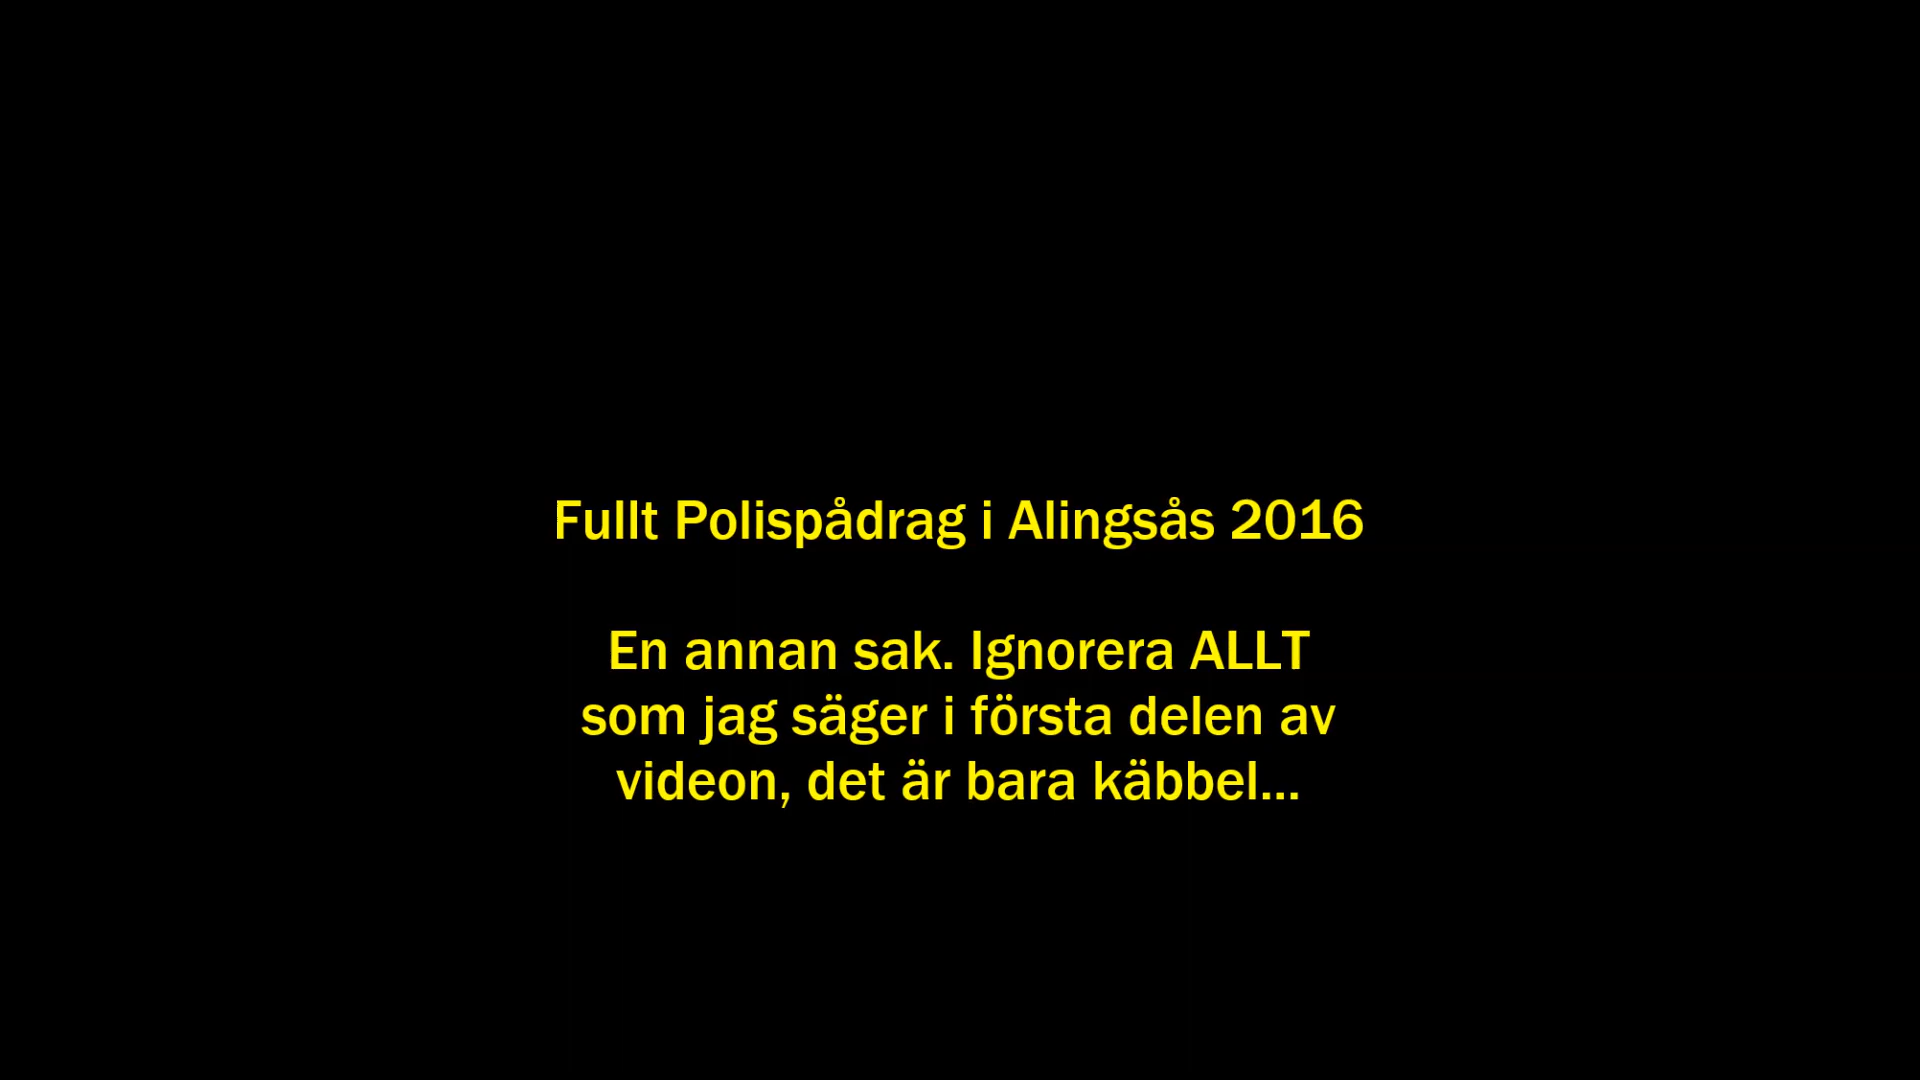 Fullt Polispådrag i Alingsås 2016
En annan sak. Ignorera ALLT
som jag säger i första delen av
videon, det är bara käbbel...